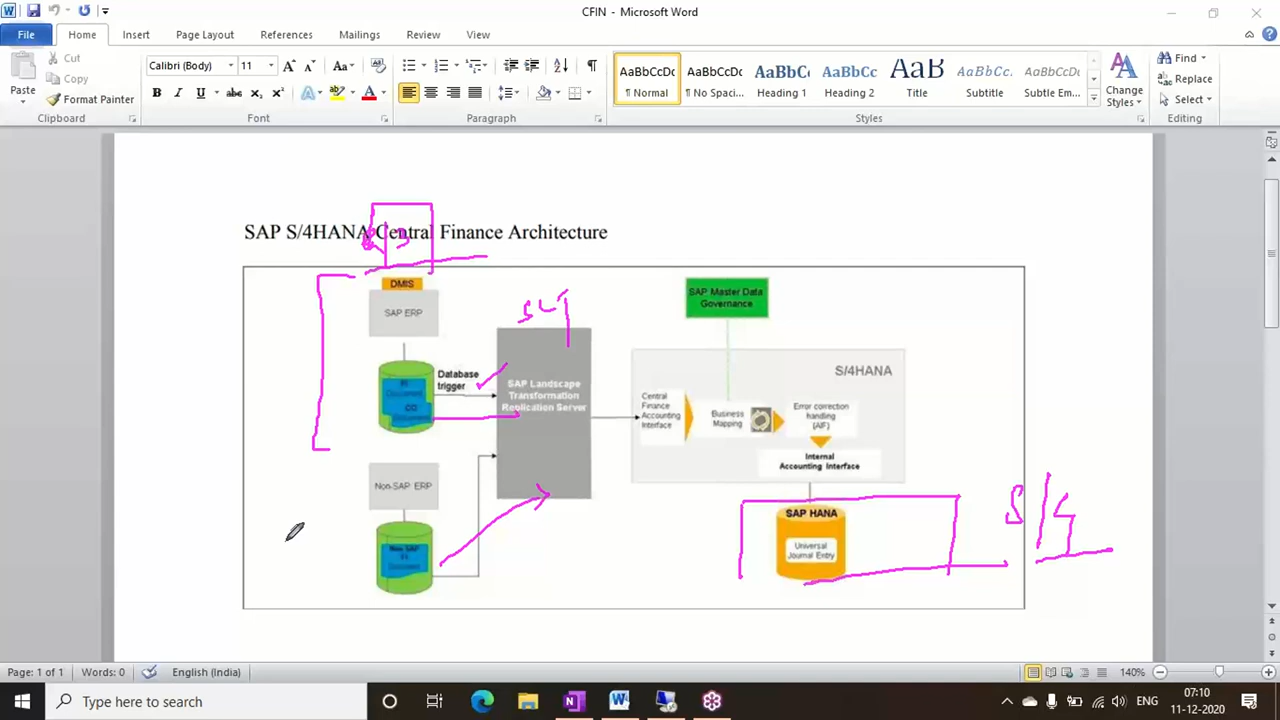 CFIN - Microsoft Word
File Home Insert Page Layout References Mailings Review View
Paste
Cut
Copy
Format Painter
Clipboard
Calibri (Body) 11
Font
Paragraph
AaBbCcDc AaBbCcDc AaBbCc AaBbCc AaB AaBbCc. AaBbCcDc
¶ Normal ¶ No Spaci... Heading 1 Heading 2 Title Subtitle Subtle Em...
Styles
Change Styles
Find
Replace
Select
Editing
SAP S/4HANA Central Finance Architecture
DMIS
SAP ERP
CO
Database
trigger
SLT
SAP Landscape
Transformation
Replication Server
Non-SAP ERP
SAP Master Data
Governance
S/4HANA
Central
Finance
Accounting
Interface
Business
Mapping
Error correction
handling
(AIF)
Internal
Accounting Interface
SAP HANA
Universal
Journal Entry
S/4
Page: 1 of 1 Words: 0 English (India) 140%
Type here to search
ENG
07:10
11-12-2020